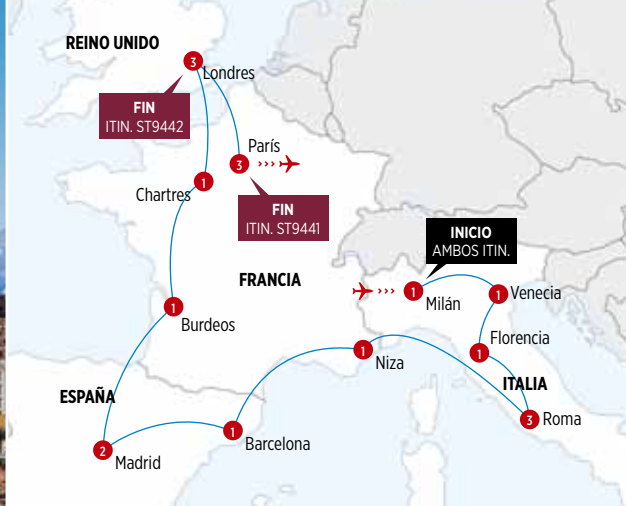 REINO UNIDO
3
Londres
FIN
ITIN. ST9442
París
3
Chartres
1
FIN
ITIN. ST9441
INICIO
AMBOS ITIN.
FRANCIA
1
Milán
1
Venecia
1
Burdeos
Florencia
1
1
Niza
ESPAÑA
ITALIA
3
Roma
1
Barcelona
2
Madrid